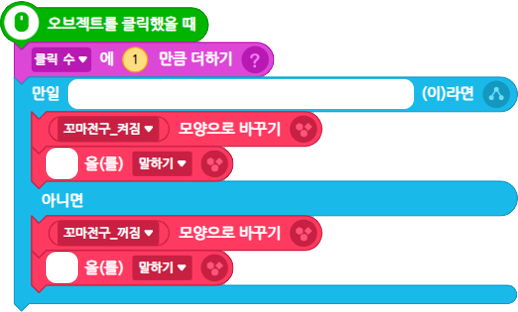 오브젝트를 클릭했을 때
클릭 수 ▼ 에 1 만큼 더하기 ?
만일 (이)라면
꼬마전구_켜짐 ▼ 모양으로 바꾸기
을(를) 말하기 ▼
아니면
꼬마전구_꺼짐 ▼ 모양으로 바꾸기
을(를) 말하기 ▼